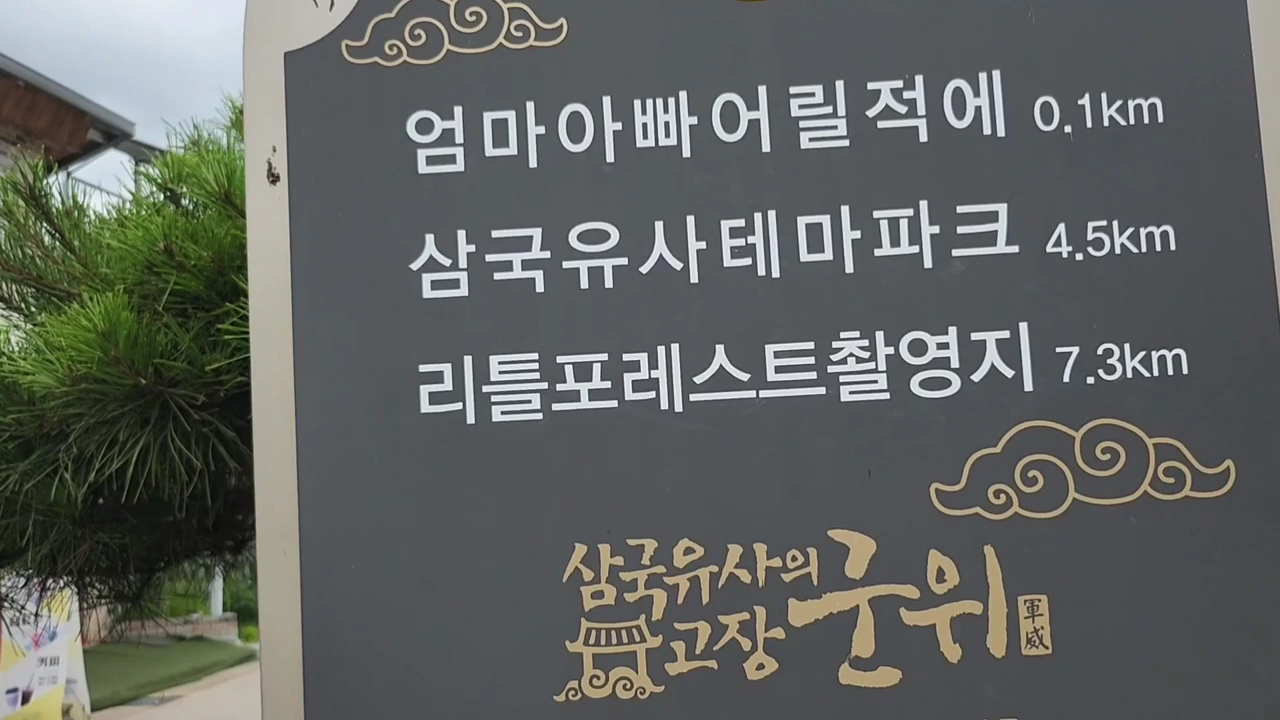 엄마아빠어릴적에 0.1km
삼국유사테마파크 4.5km
리틀포레스트촬영지 7.3km
삼국유사의
고장 군위
軍威
커피